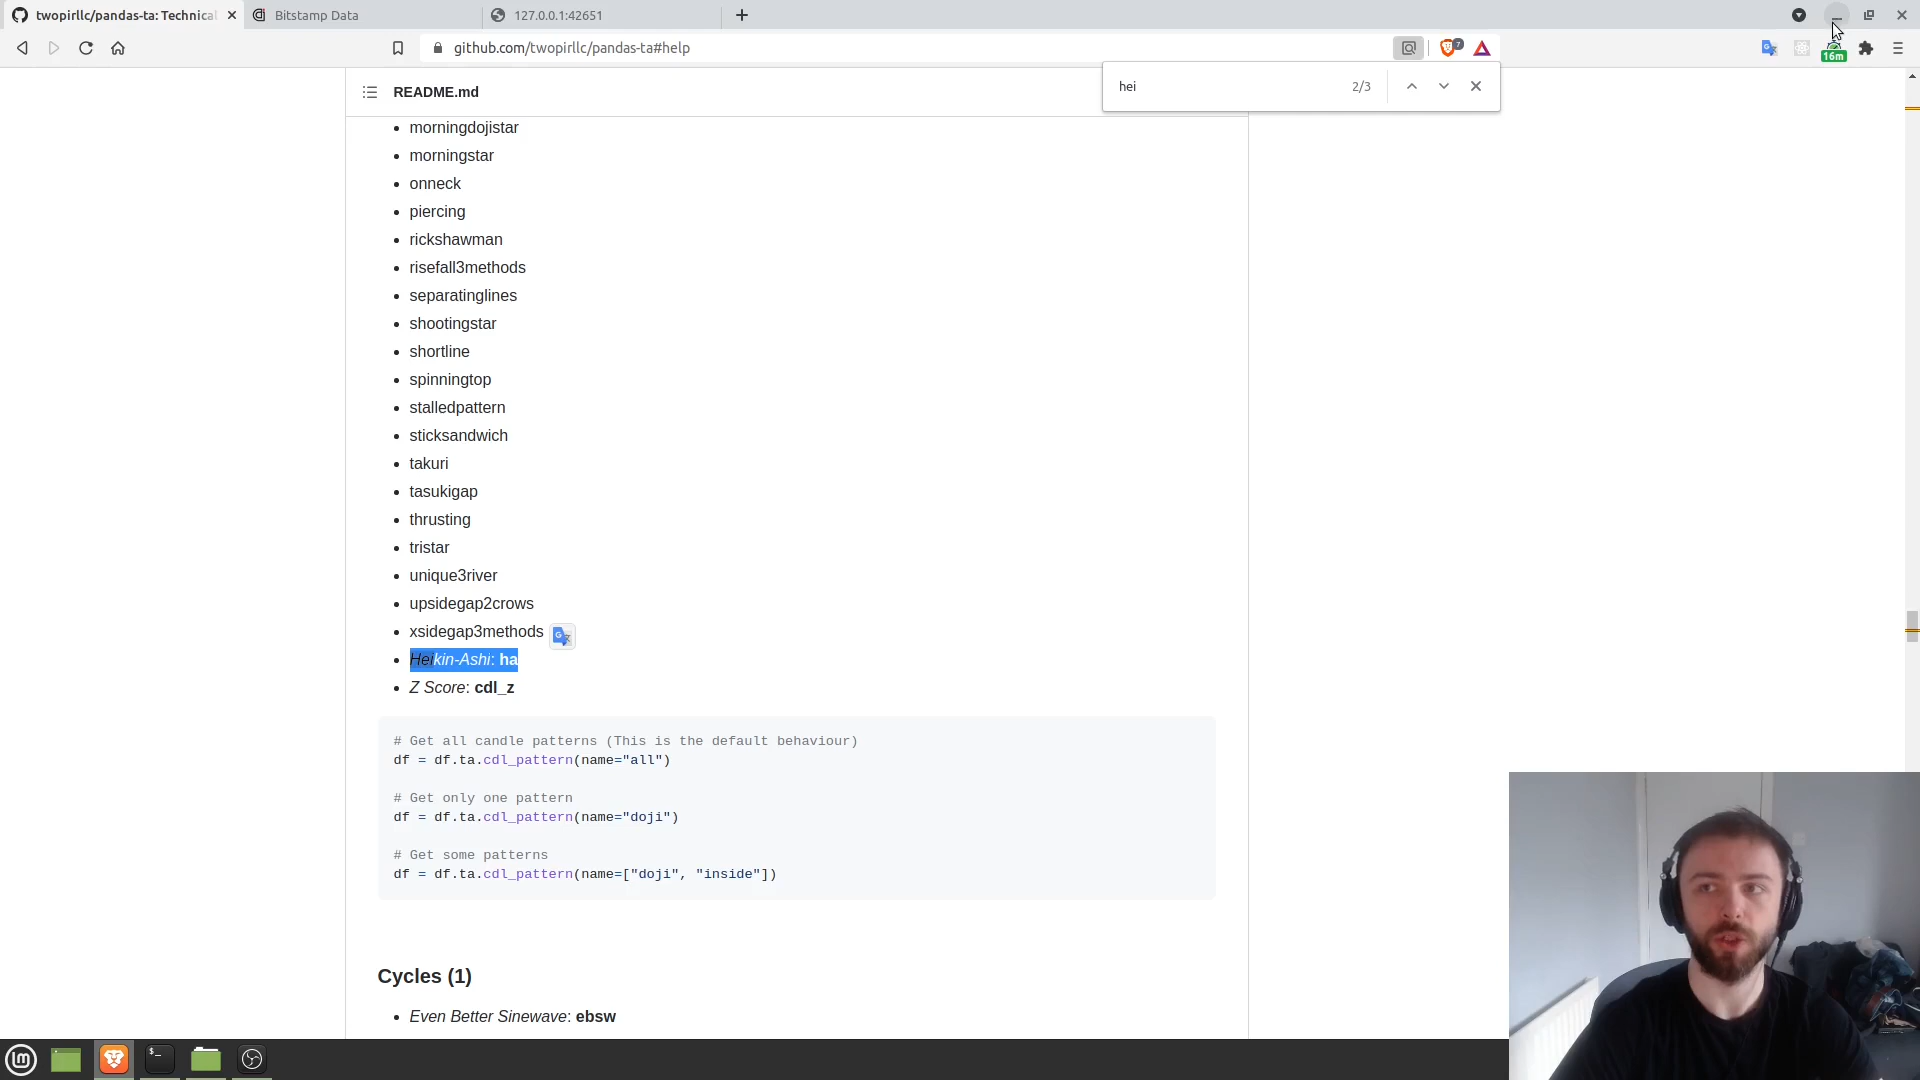 twopirllc/pandas-ta: Technical
Bitstamp Data
127.0.0.1:42651
github.com/twopirllc/pandas-ta#help
7
16m
hei
2/3
README.md
morningdojistar
morningstar
onneck
piercing
rickshawman
risefall3methods
separatinglines
shootingstar
shortline
spinningtop
stalledpattern
sticksandwich
takuri
tasukigap
thrusting
tristar
unique3river
upsidegap2crows
xsidegap3methods
Heikin-Ashi: ha
Z Score: cdl_z
# Get all candle patterns (This is the default behaviour)
df = df.ta.cdl_pattern(name="all")
# Get only one pattern
df = df.ta.cdl_pattern(name="doji")
# Get some patterns
df = df.ta.cdl_pattern(name=["doji", "inside"])
Cycles (1)
Even Better Sinewave: ebsw